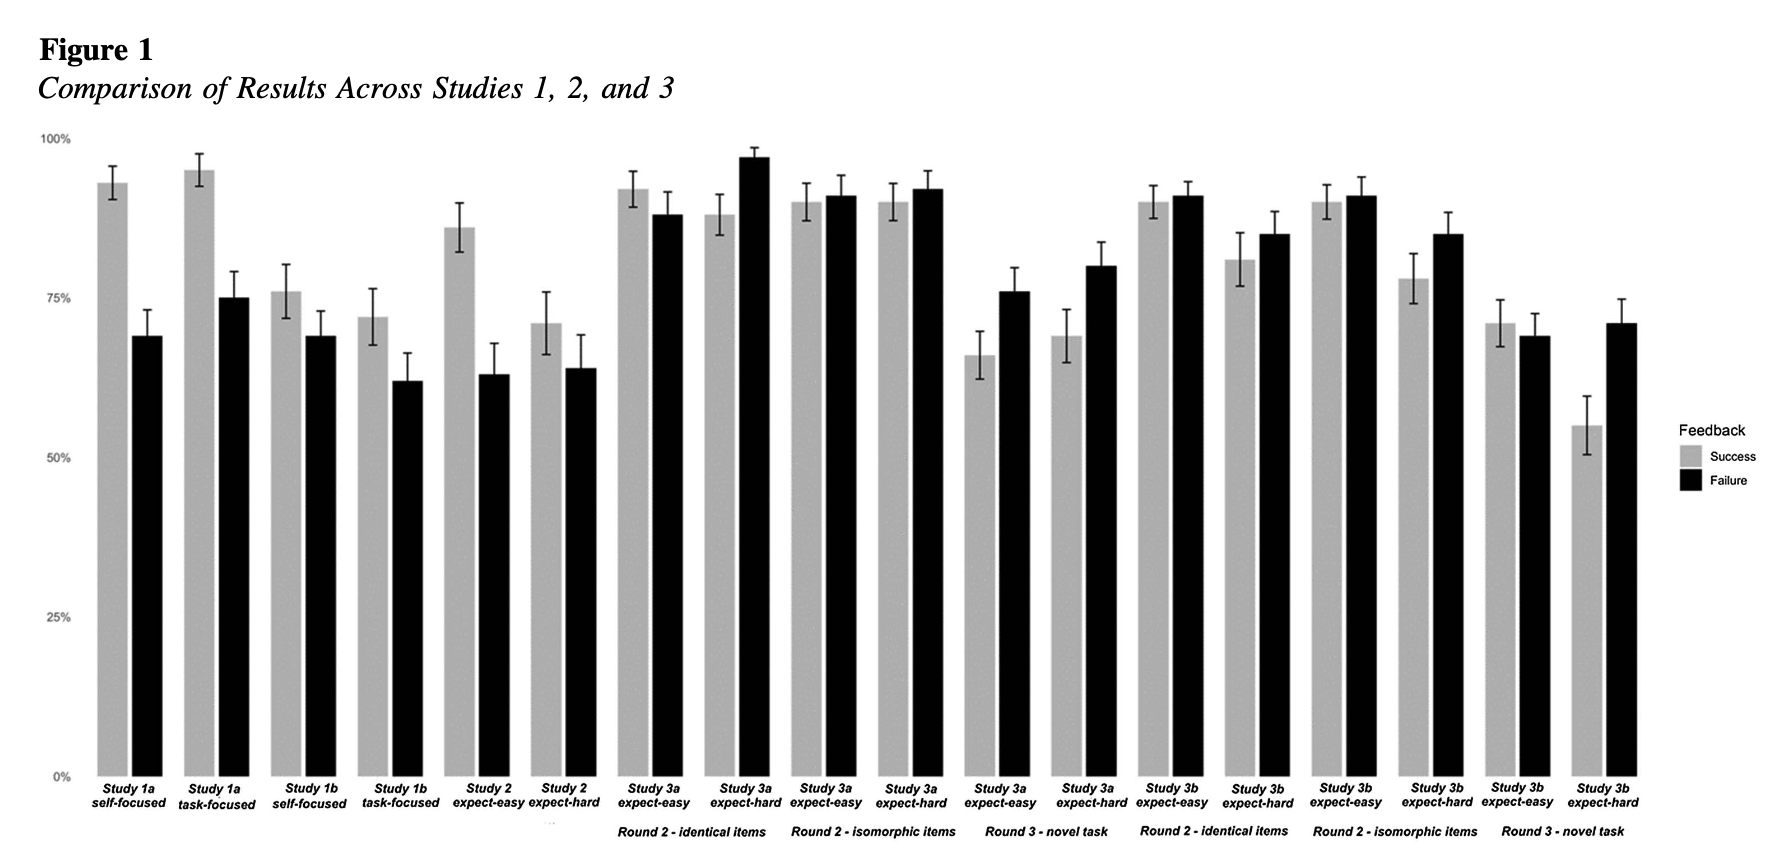 Figure 1
Comparison of Results Across Studies 1, 2, and 3
100%
75%
50%
25%
0%
Feedback
Success
Failure
Study 1a
self-focused
Study 1a
task-focused
Study 1b
self-focused
Study 1b
task-focused
Study 2
expect-easy
Study 2
expect-hard
Study 3a
expect-easy
Study 3a
expect-hard
Study 3a
expect-easy
Study 3a
expect-hard
Study 3a
expect-easy
Study 3a
expect-hard
Study 3b
expect-easy
Study 3b
expect-hard
Study 3b
expect-easy
Study 3b
expect-hard
Study 3b
expect-easy
Study 3b
expect-hard
Round 2 - identical items
Round 2 - isomorphic items
Round 3 - novel task
Round 2 - identical items
Round 2 - isomorphic items
Round 3 - novel task